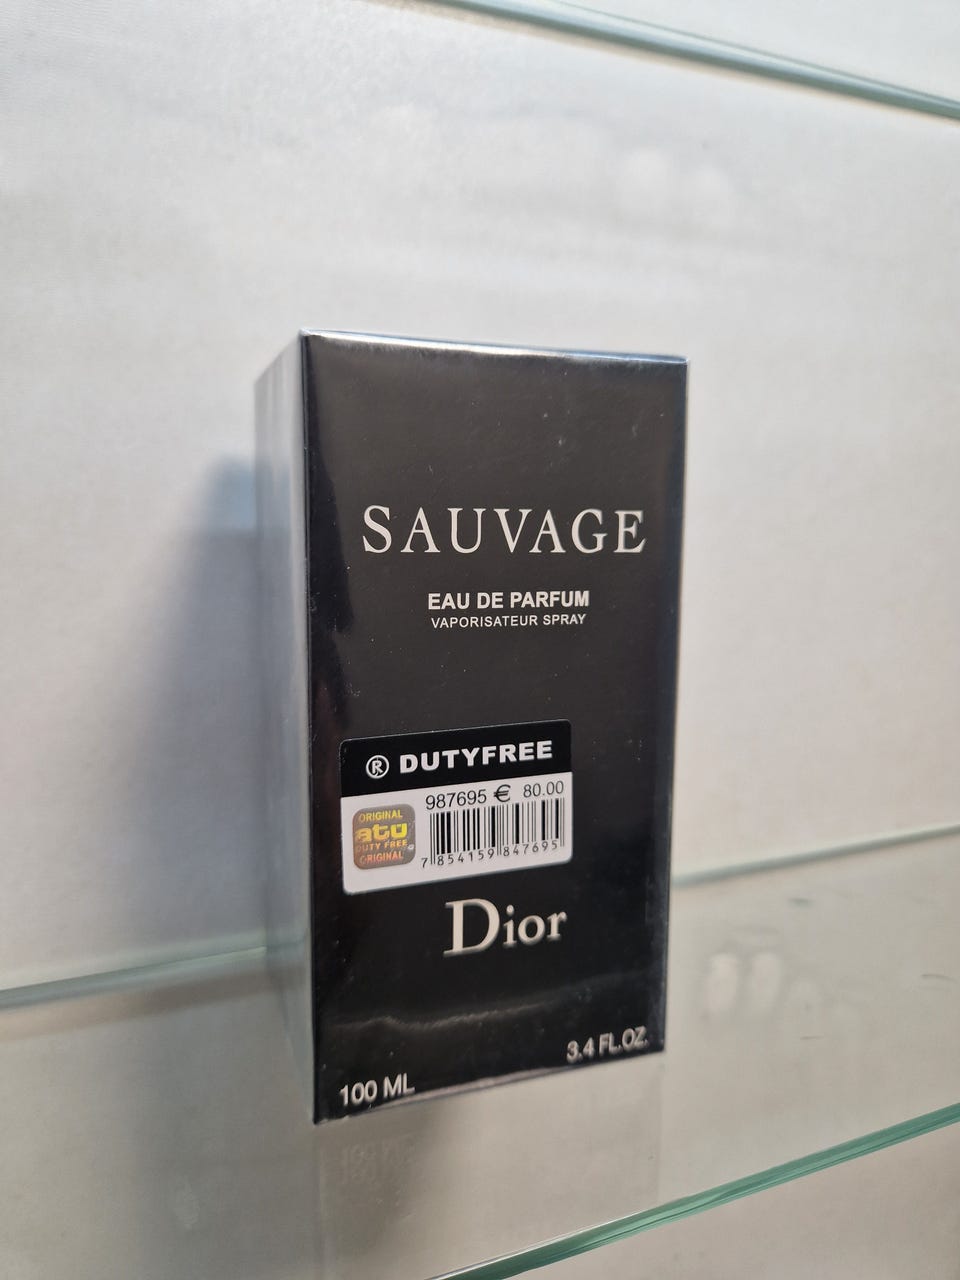 SAUVAGE
EAU DE PARFUM
VAPORISATEUR SPRAY
® DUTYFREE
987695 € 80.00
ORIGINAL
atu
DUTY FREE
ORIGINAL
7 854159 847695
Dior
100 ML
3.4 FL.OZ.